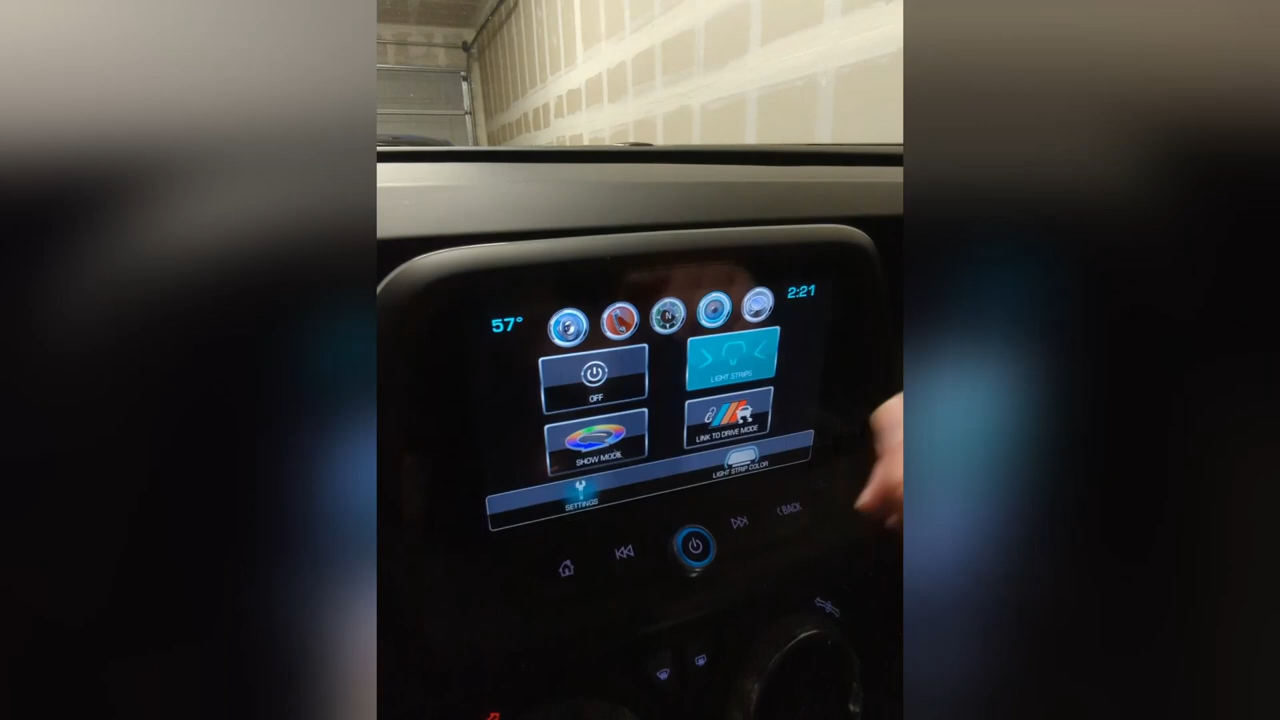 57°
N
2:21
OFF
LIGHT STRIPS
SHOW MODE
LINK TO DRIVE MODE
SETTINGS
LIGHT STRIP COLOR
BACK